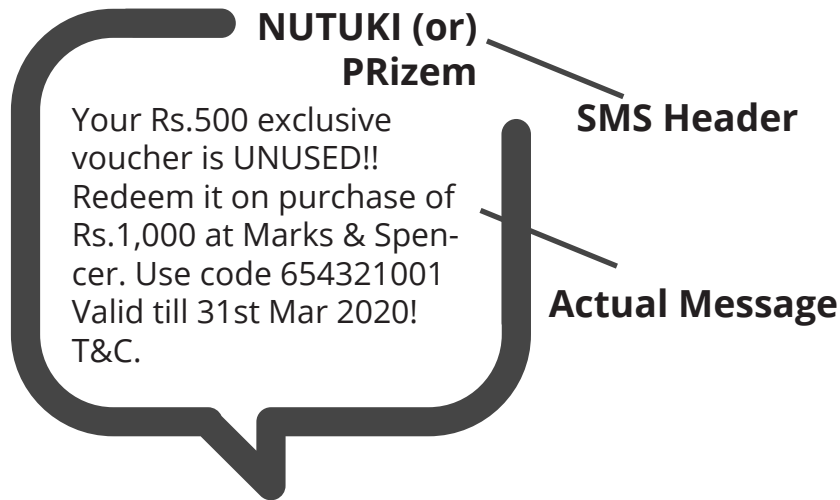 NUTUKI (or)
PRizem
SMS Header
Your Rs.500 exclusive
voucher is UNUSED!!
Redeem it on purchase of
Rs.1,000 at Marks & Spen-
cer. Use code 654321001
Valid till 31st Mar 2020!
T&C.
Actual Message